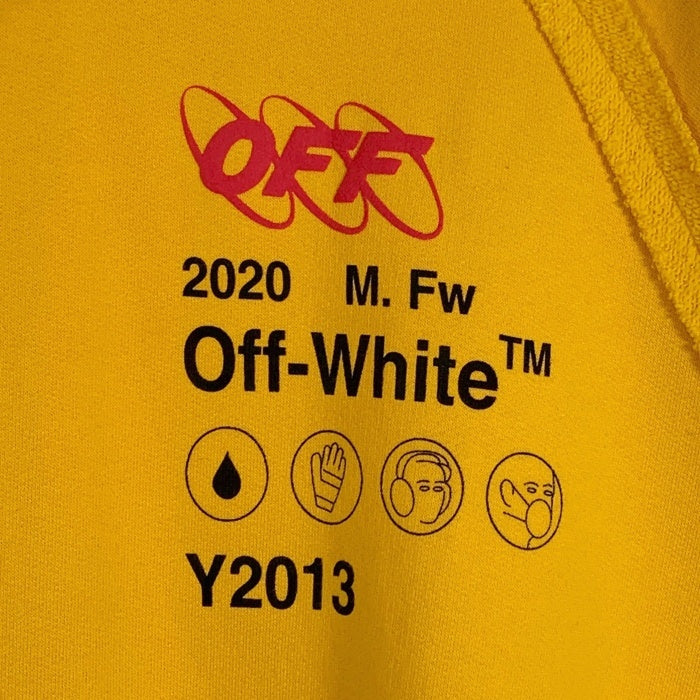 OFF
2020 M. Fw
Off-White™
Y2013